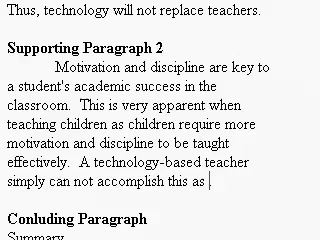 Thus, technology will not replace teachers.
Supporting Paragraph 2
Motivation and discipline are key to
a student's academic success in the
classroom. This is very apparent when
teaching children as children require more
motivation and discipline to be taught
effectively. A technology-based teacher
simply can not accomplish this as
Conluding Paragraph
Summary